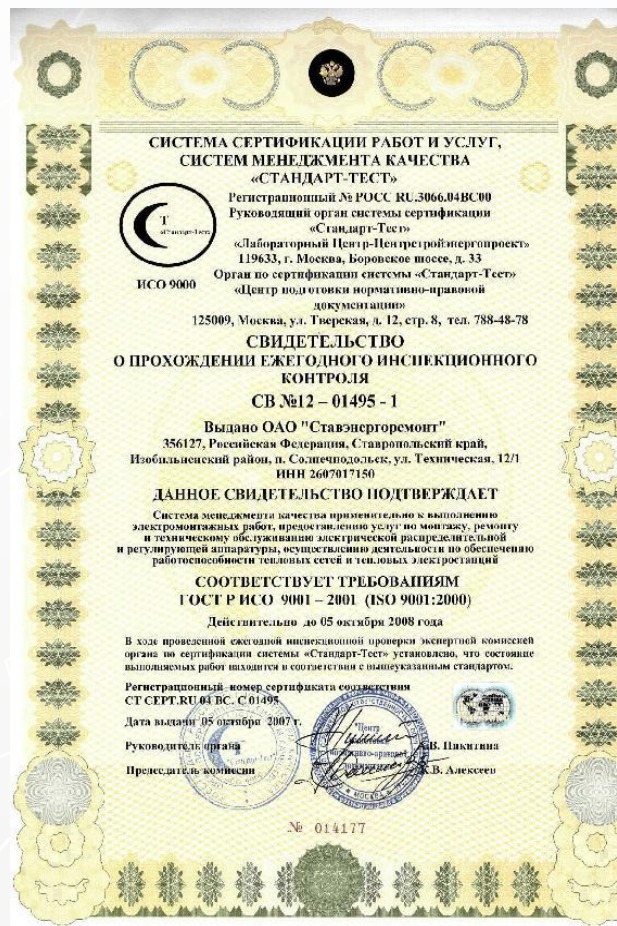 СИСТЕМА СЕРТИФИКАЦИИ РАБОТ И УСЛУГ,
СИСТЕМ МЕНЕДЖМЕНТА КАЧЕСТВА
«СТАНДАРТ-ТЕСТ»
Регистрационный № РОСС RU.3066.04ВС00
Руководящий орган системы сертификации
«Стандарт-Тест»
«Лабораторный Центр-Центрстройэнергопроект»
119633, г. Москва, Боровское шоссе, д. 33
Т
«Стандарт-Тест»
ИСО 9000
Орган по сертификации системы «Стандарт-Тест»
«Центр подготовки нормативно-правовой
документации»
125009, Москва, ул. Тверская, д. 12, стр. 8, тел. 788-48-78
СВИДЕТЕЛЬСТВО
О ПРОХОЖДЕНИИ ЕЖЕГОДНОГО ИНСПЕКЦИОННОГО
КОНТРОЛЯ
СВ №12 – 01495 - 1
Выдано ОАО "Ставэнергоремонт"
356127, Российская Федерация, Ставропольский край,
Изобильненский район, п. Солнечнодольск, ул. Техническая, 12/1
ИНН 2607017150
ДАННОЕ СВИДЕТЕЛЬСТВО ПОДТВЕРЖДАЕТ
Система менеджмента качества применительно к выполнению
электромонтажных работ, предоставлению услуг по монтажу, ремонту
и техническому обслуживанию электрической распределительной
и регулирующей аппаратуры, осуществлению деятельности по обеспечению
работоспособности тепловых сетей и тепловых электростанций
СООТВЕТСТВУЕТ ТРЕБОВАНИЯМ
ГОСТ Р ИСО 9001 – 2001 (ISO 9001:2000)
Действительно до 05 октября 2008 года
В ходе проведенной ежегодной инспекционной проверки экспертной комиссией
органа по сертификации системы «Стандарт-Тест» установлено, что состояние
выполняемых работ находится в соответствии с вышеуказанным стандартом.
Регистрационный номер сертификата соответствия
СТ СЕРТ.RU.04 ВС. С 01495
Дата выдачи 05 октября 2007 г.
Руководитель органа А.В. Никитина
Председатель комиссии К.В. Алексеев
№ 014177